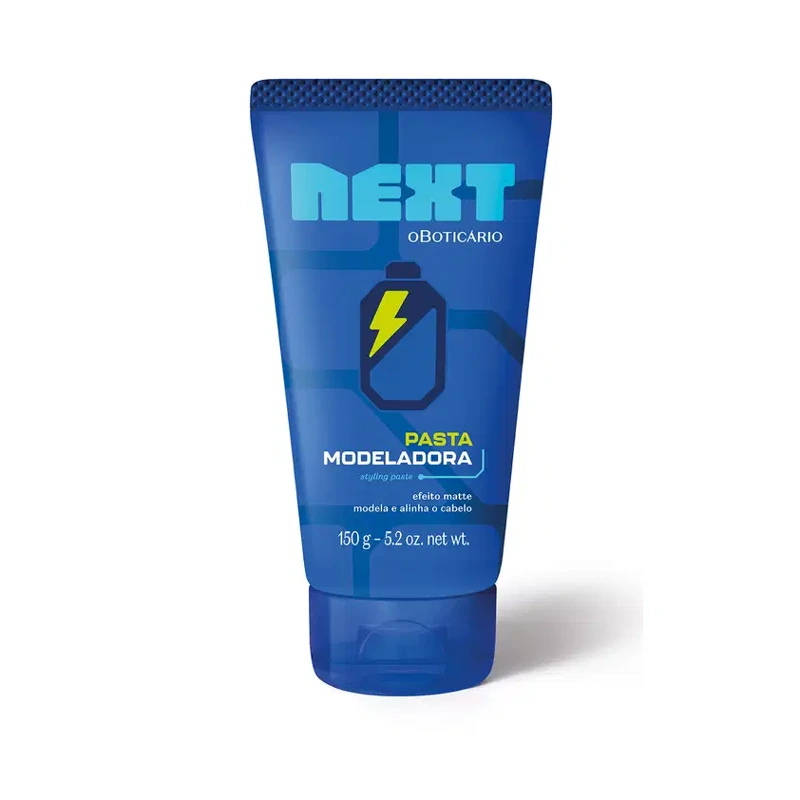 NEXT
oBoticário
PASTA
MODELADORA
styling paste
efeito matte
modela e alinha o cabelo
150 g – 5.2 oz. net wt.